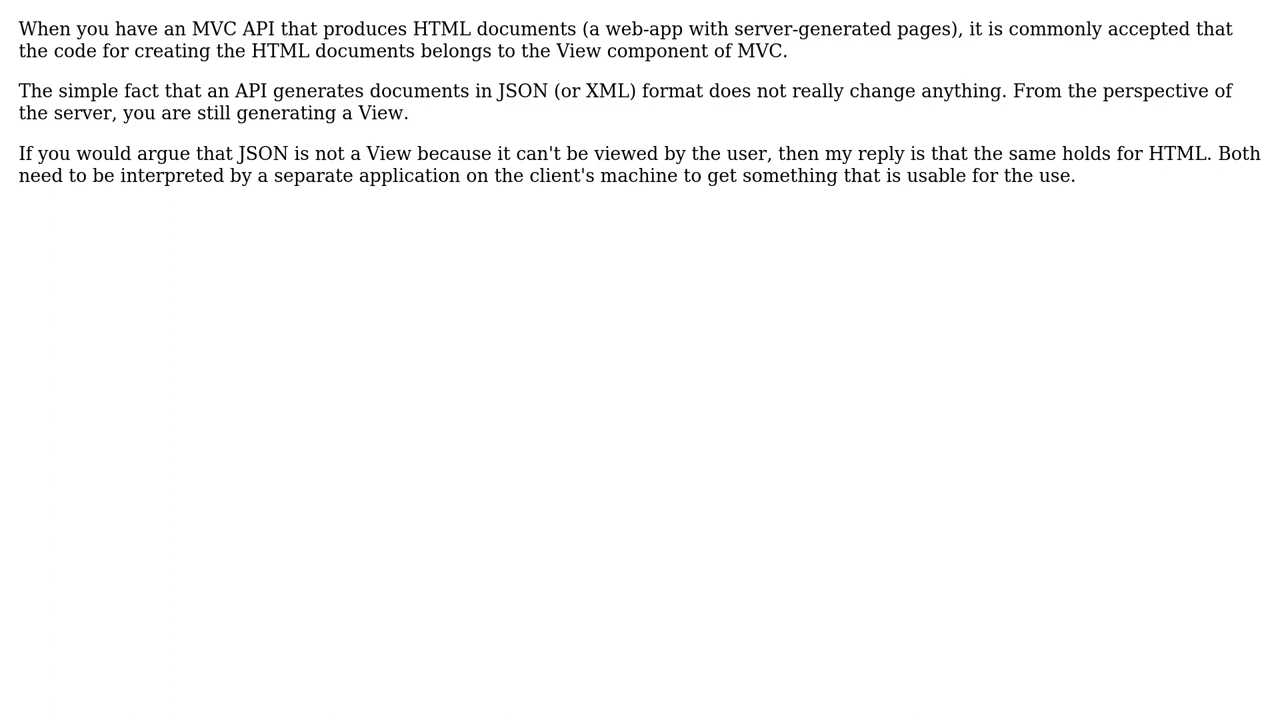 When you have an MVC API that produces HTML documents (a web-app with server-generated pages), it is commonly accepted that
the code for creating the HTML documents belongs to the View component of MVC.
The simple fact that an API generates documents in JSON (or XML) format does not really change anything. From the perspective of
the server, you are still generating a View.
If you would argue that JSON is not a View because it can't be viewed by the user, then my reply is that the same holds for HTML. Both
need to be interpreted by a separate application on the client's machine to get something that is usable for the use.